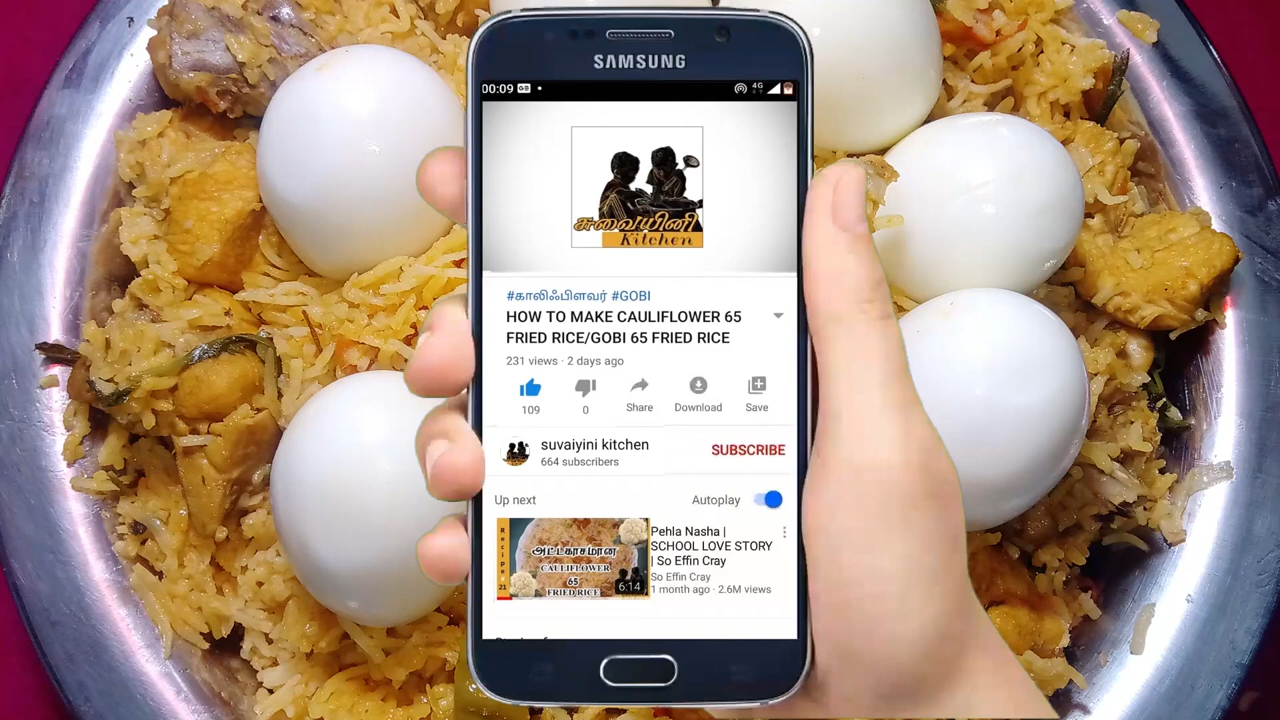 SAMSUNG
00:09
4G
சுவையினி
Kitchen
#காலிஃபிளவர் #GOBI
HOW TO MAKE CAULIFLOWER 65
FRIED RICE/GOBI 65 FRIED RICE
231 views · 2 days ago
109
0
Share
Download
Save
suvaiyini kitchen
664 subscribers
SUBSCRIBE
Up next
Autoplay
Recipe 21
அட்டகாசமான
CAULIFLOWER
65
FRIED RICE
6:14
Pehla Nasha |
SCHOOL LOVE STORY
| So Effin Cray
So Effin Cray
1 month ago · 2.6M views